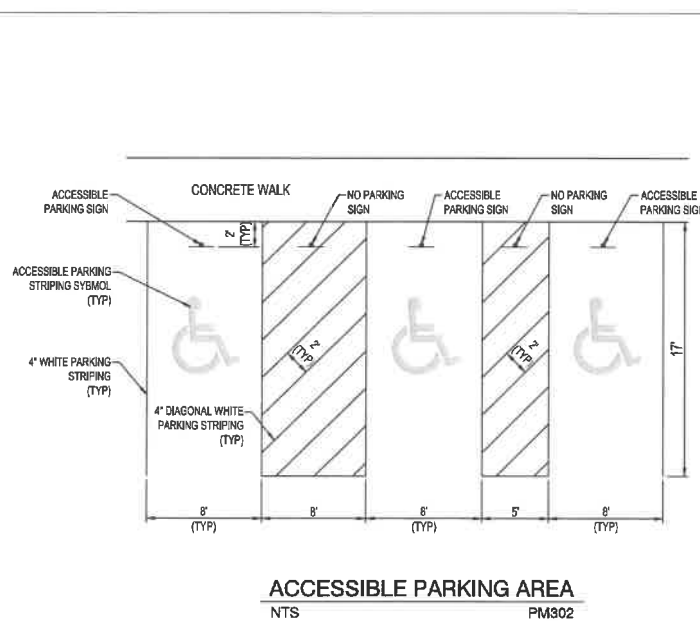 CONCRETE WALK
ACCESSIBLE
PARKING SIGN
2'
(TYP)
NO PARKING
SIGN
ACCESSIBLE
PARKING SIGN
NO PARKING
SIGN
ACCESSIBLE
PARKING SIGN
ACCESSIBLE PARKING
STRIPING SYBMOL
(TYP)
4" WHITE PARKING
STRIPING
(TYP)
4" DIAGONAL WHITE
PARKING STRIPING
(TYP)
2'
(TYP)
2'
(TYP)
17'
8'
(TYP)
8'
8'
(TYP)
5'
8'
(TYP)
ACCESSIBLE PARKING AREA
NTS PM302